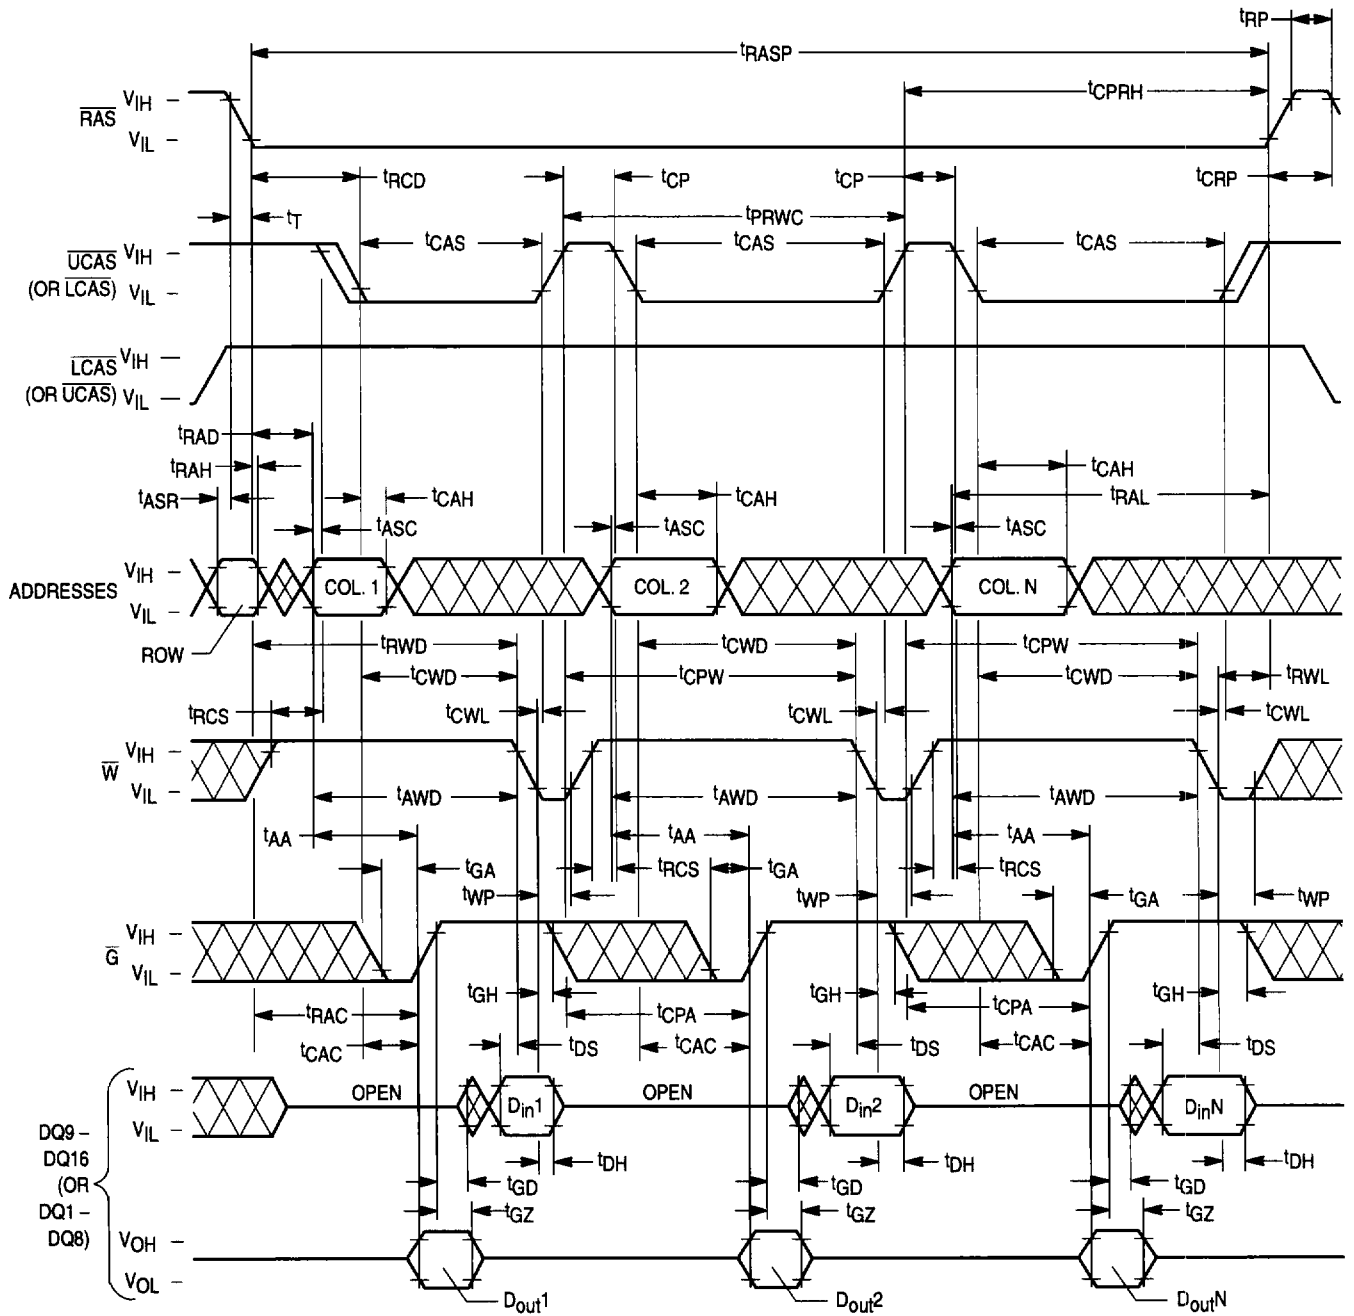 tRP
tRASP
tCPRH
RAS VIH
VIL
tRCD tCP tCP tCRP
tT tPRWC
tCAS tCAS tCAS
UCAS VIH
(OR LCAS) VIL
LCAS VIH
(OR UCAS) VIL
tRAD
tRAH tCAH
tASR tCAH tCAH tRAL
tASC tASC tASC
ADDRESSES VIH
VIL
COL. 1 COL. 2 COL. N
ROW
tRWD tCWD tCPW
tCWD tCPW tCWD tRWL
tRCS tCWL tCWL tCWL
W VIH
VIL
tAWD tAWD tAWD
tAA tAA tAA
tGA tRCS tGA tRCS tGA
tWP tWP tWP
G VIH
VIL
tGH tGH tGH
tRAC tCPA tCPA
tCAC tDS tCAC tDS tCAC tDS
VIH
VIL
OPEN Din1 OPEN Din2 OPEN DinN
DQ9 –
DQ16
(OR
DQ1 –
DQ8)
tDH tDH tDH
tGD tGD tGD
tGZ tGZ tGZ
VOH
VOL
Dout1 Dout2 DoutN